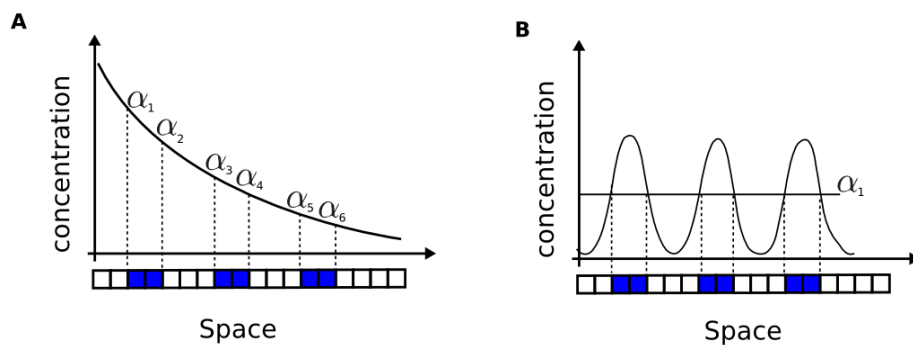 A
concentration
α₁
α₂
α₃
α₄
α₅
α₆
Space
B
concentration
α₁
Space